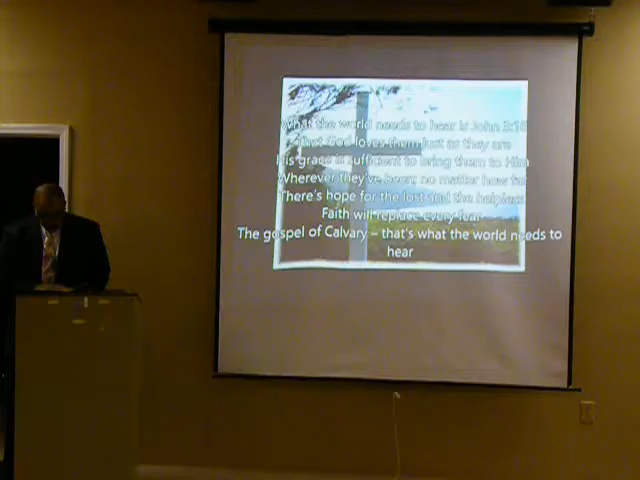 What the world needs to hear is John 3:16
That God loves them just as they are
His grace is sufficient to bring them to Him
Wherever they've been, no matter how far
There's hope for the lost and the helpless
Faith will replace every fear
The gospel of Calvary – that's what the world needs to
hear